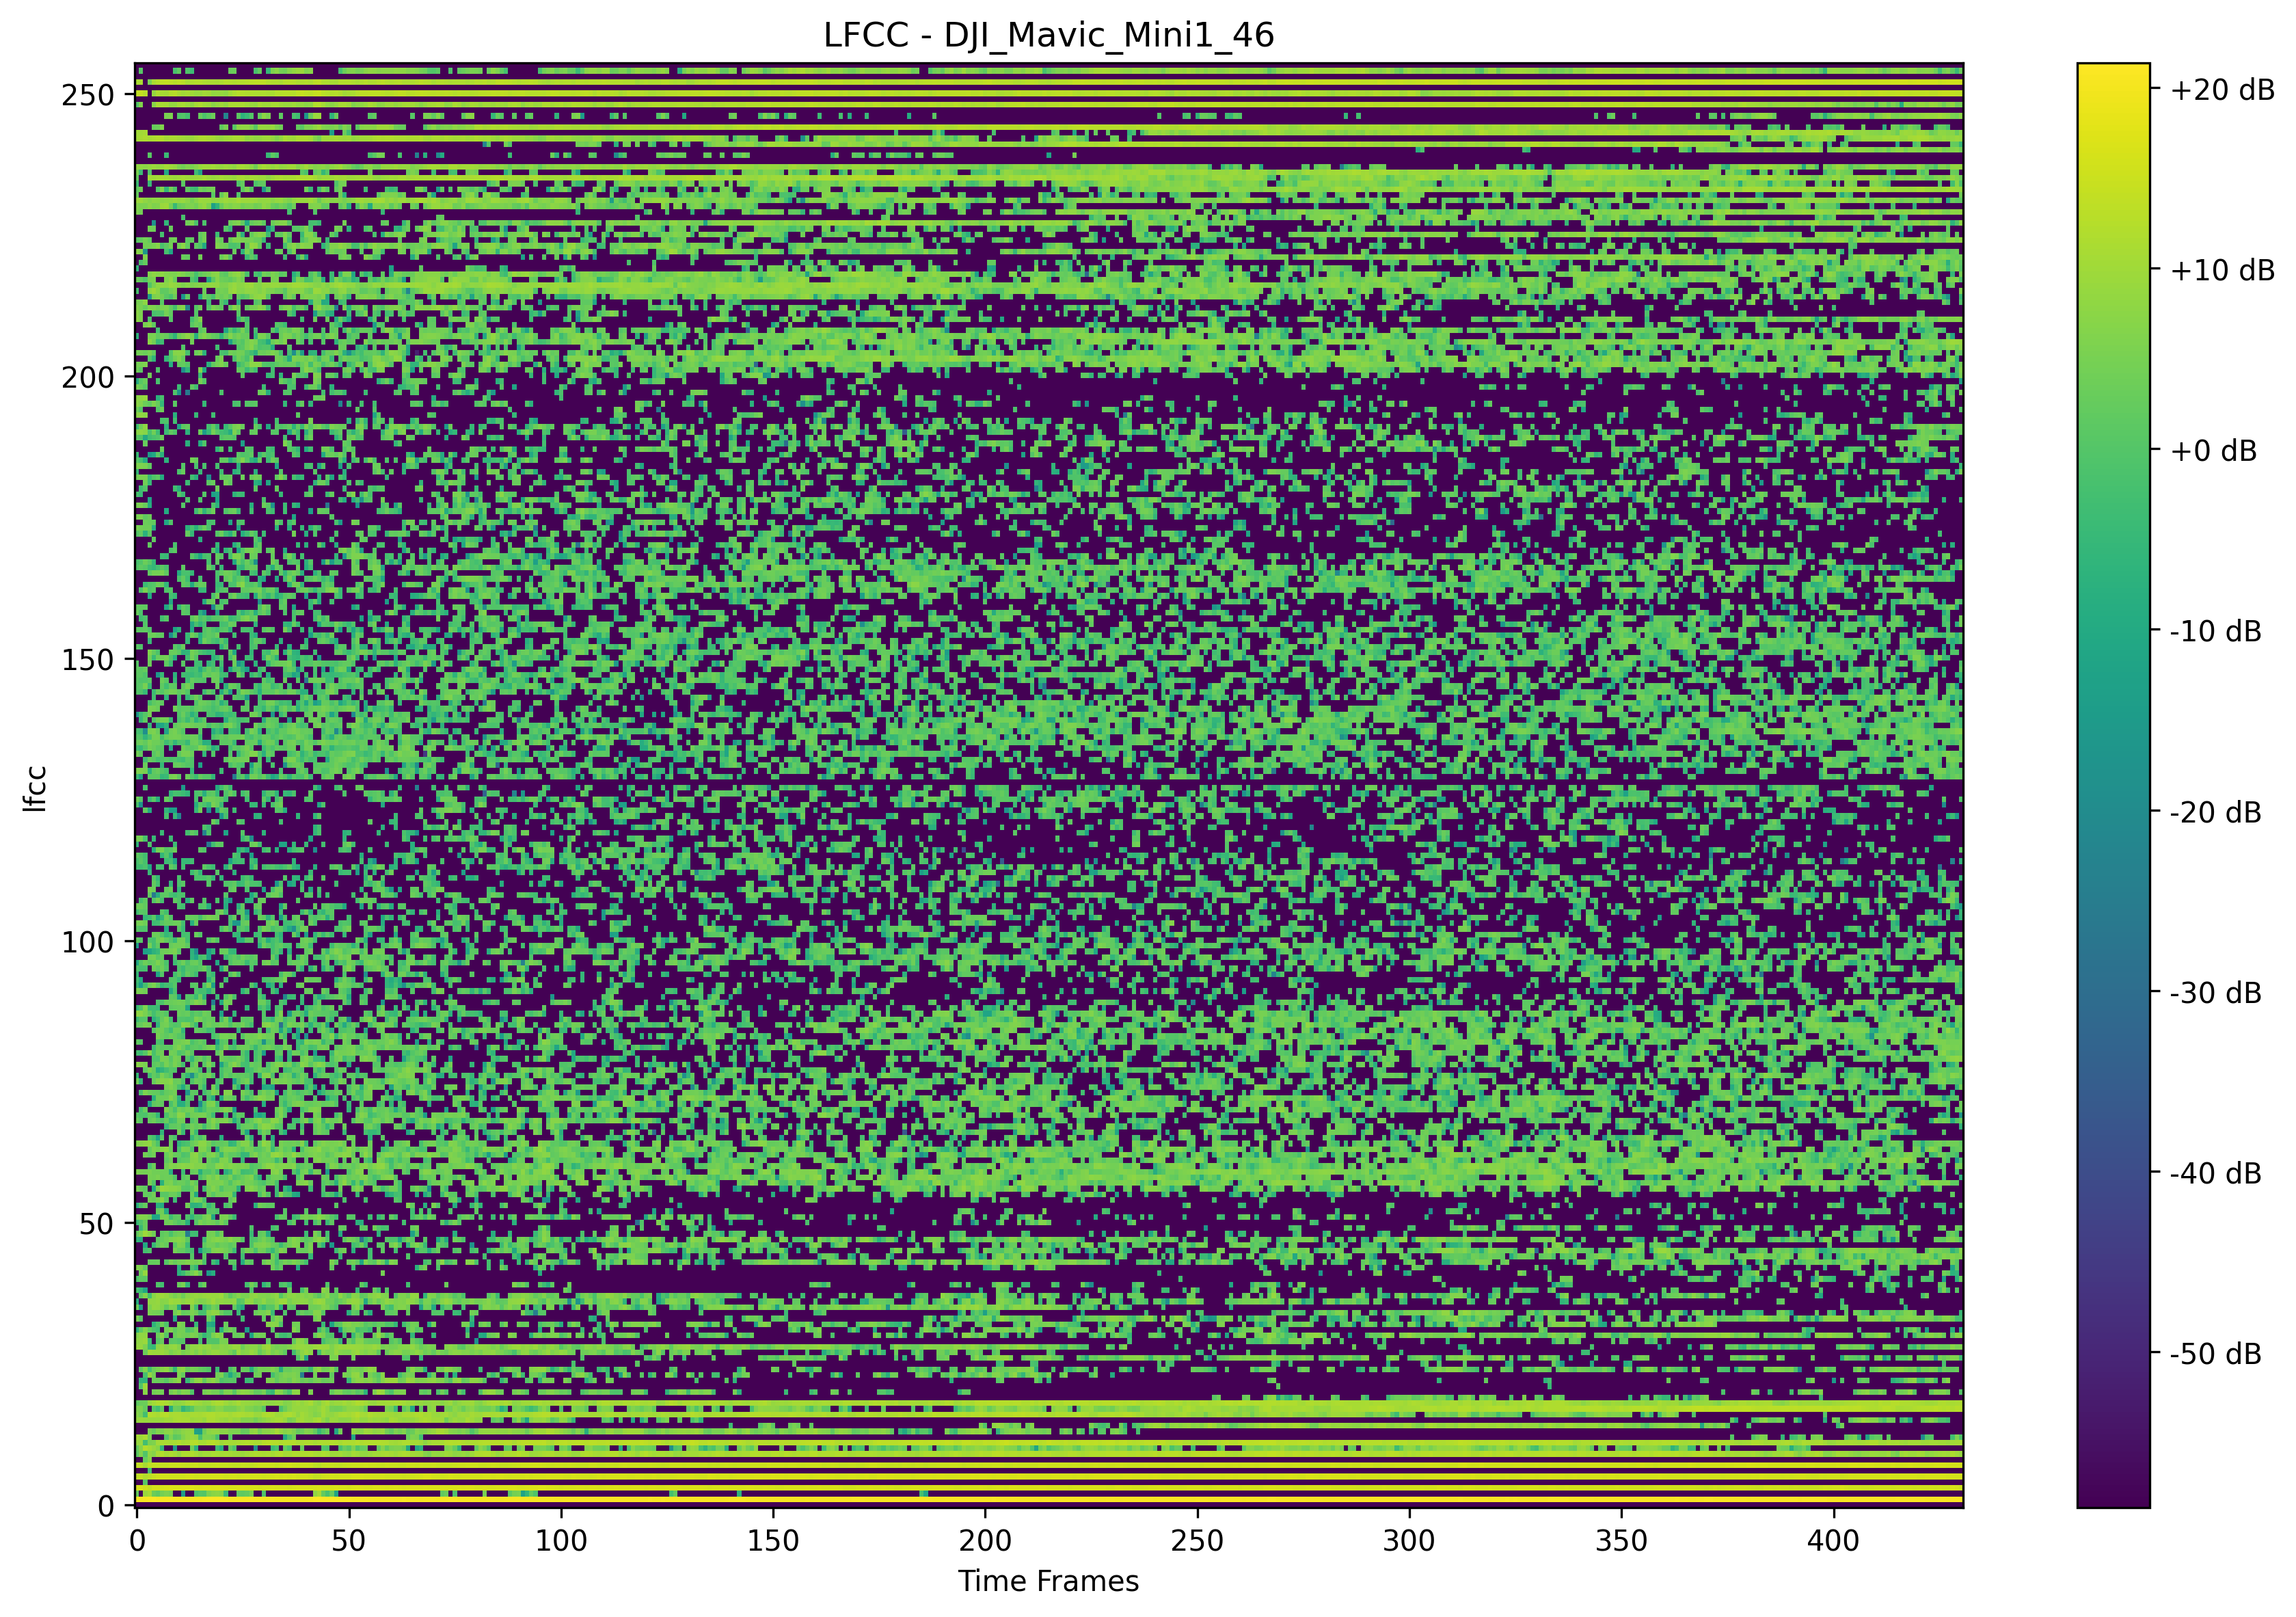 LFCC - DJI_Mavic_Mini1_46
250
200
150
100
50
0
lfcc
0 50 100 150 200 250 300 350 400
Time Frames
+20 dB
+10 dB
+0 dB
-10 dB
-20 dB
-30 dB
-40 dB
-50 dB